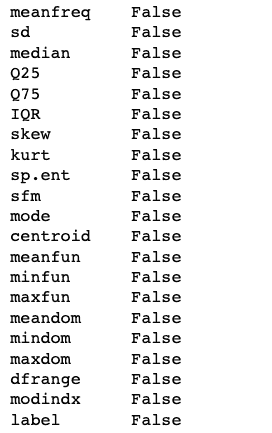 meanfreq False
sd False
median False
Q25 False
Q75 False
IQR False
skew False
kurt False
sp.ent False
sfm False
mode False
centroid False
meanfun False
minfun False
maxfun False
meandom False
mindom False
maxdom False
dfrange False
modindx False
label False